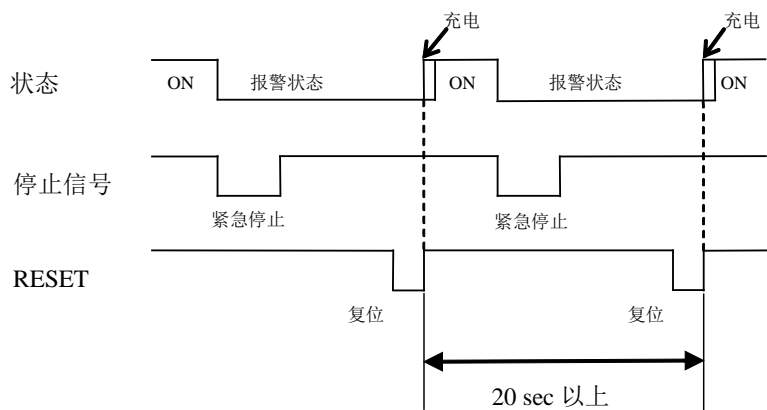 充电 充电
状态 ON 报警状态 ON 报警状态 ON
停止信号
紧急停止 紧急停止
RESET
复位 复位
20 sec 以上